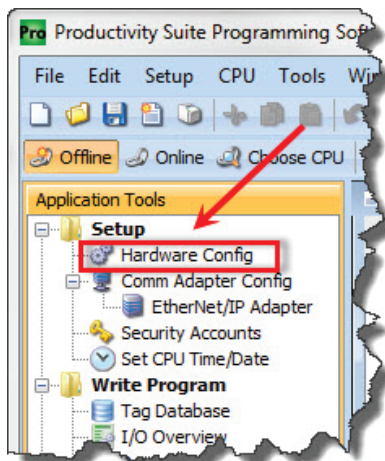 Pro Productivity Suite Programming
File Edit Setup CPU Tools
Offline Online Choose CPU
Application Tools
Setup
Hardware Config
Comm Adapter Config
EtherNet/IP Adapter
Security Accounts
Set CPU Time/Date
Write Program
Tag Database
I/O Overview